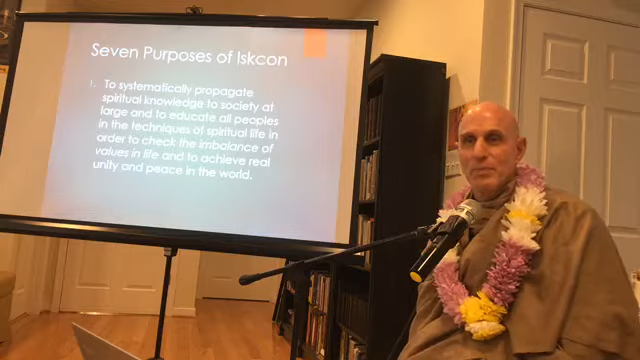 Seven Purposes of Iskcon
1. To systematically propagate
spiritual knowledge to society at
large and to educate all peoples
in the techniques of spiritual life in
order to check the imbalance of
values in life and to achieve real
unity and peace in the world.